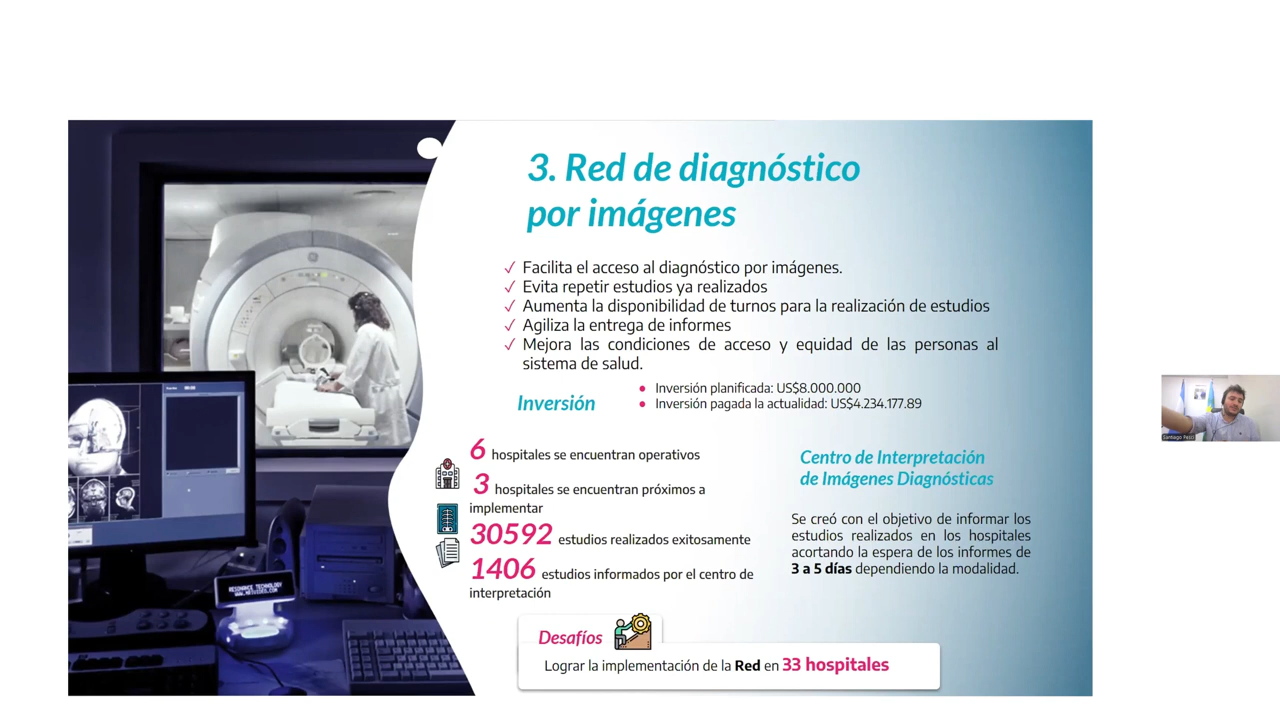 3. Red de diagnóstico
por imágenes
✓ Facilita el acceso al diagnóstico por imágenes.
✓ Evita repetir estudios ya realizados
✓ Aumenta la disponibilidad de turnos para la realización de estudios
✓ Agiliza la entrega de informes
✓ Mejora las condiciones de acceso y equidad de las personas al
sistema de salud.
Inversión
• Inversión planificada: US$8.000.000
• Inversión pagada la actualidad: US$4.234.177.89
6 hospitales se encuentran operativos
3 hospitales se encuentran próximos a
implementar
30592 estudios realizados exitosamente
1406 estudios informados por el centro de
interpretación
Centro de Interpretación
de Imágenes Diagnósticas
Se creó con el objetivo de informar los
estudios realizados en los hospitales
acortando la espera de los informes de
3 a 5 días dependiendo la modalidad.
Desafíos
Lograr la implementación de la Red en 33 hospitales
RESONANCE TECHNOLOGY
Santiago Pesci